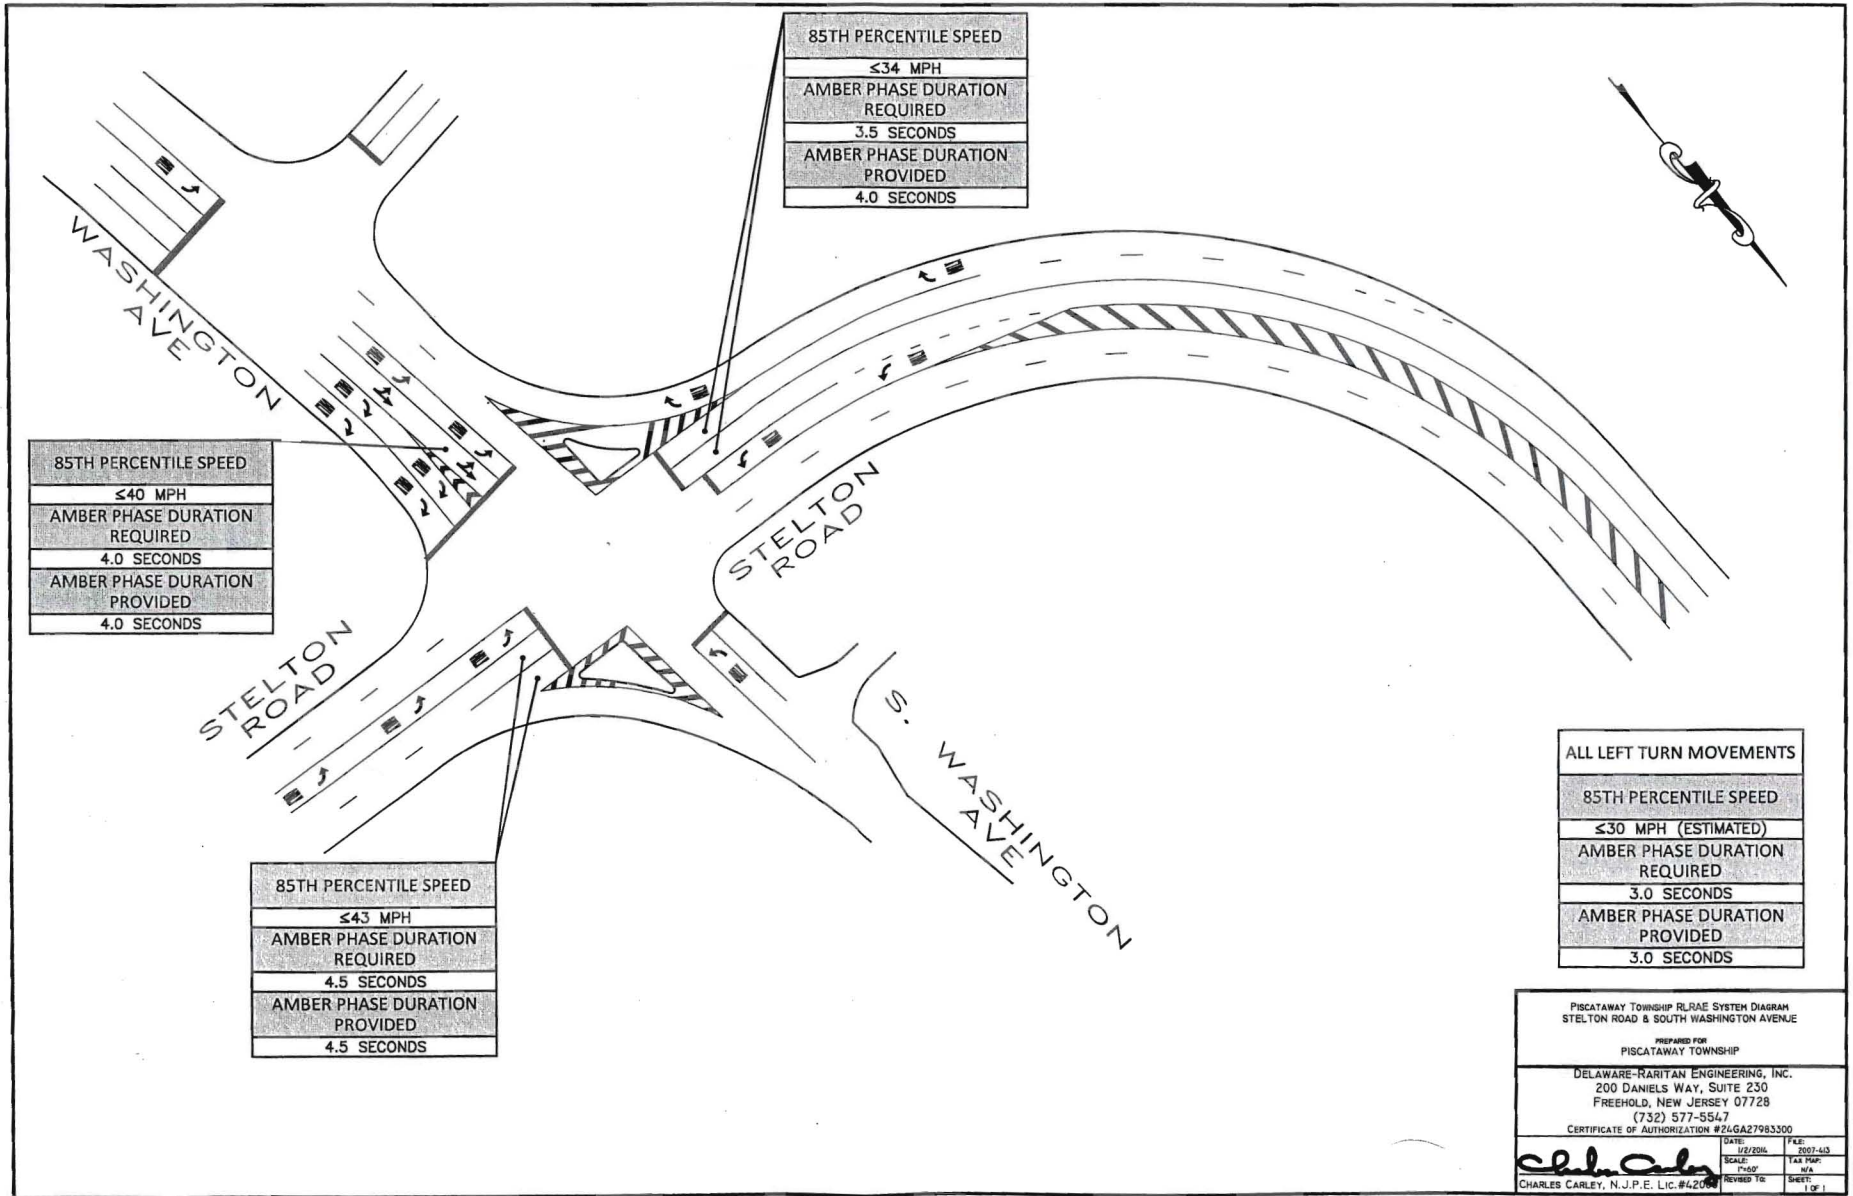 85TH PERCENTILE SPEED
≤34 MPH
AMBER PHASE DURATION
REQUIRED
3.5 SECONDS
AMBER PHASE DURATION
PROVIDED
4.0 SECONDS
WASHINGTON
AVE
85TH PERCENTILE SPEED
≤40 MPH
AMBER PHASE DURATION
REQUIRED
4.0 SECONDS
AMBER PHASE DURATION
PROVIDED
4.0 SECONDS
STELTON
ROAD
STELTON
ROAD
S. WASHINGTON
AVE
85TH PERCENTILE SPEED
≤43 MPH
AMBER PHASE DURATION
REQUIRED
4.5 SECONDS
AMBER PHASE DURATION
PROVIDED
4.5 SECONDS
ALL LEFT TURN MOVEMENTS
85TH PERCENTILE SPEED
≤30 MPH (ESTIMATED)
AMBER PHASE DURATION
REQUIRED
3.0 SECONDS
AMBER PHASE DURATION
PROVIDED
3.0 SECONDS
PISCATAWAY TOWNSHIP RLRAE SYSTEM DIAGRAM
STELTON ROAD & SOUTH WASHINGTON AVENUE
PREPARED FOR
PISCATAWAY TOWNSHIP
DELAWARE-RARITAN ENGINEERING, INC.
200 DANIELS WAY, SUITE 230
FREEHOLD, NEW JERSEY 07728
(732) 577-5547
CERTIFICATE OF AUTHORIZATION #24GA27983300
Charles Carley
CHARLES CARLEY, N.J.P.E. LIC.
DATE:
FILE:
2007-413
SCALE:
1"=60'
TAX MAP:
N/A
REVISED TO:
SHEET:
1 OF 1